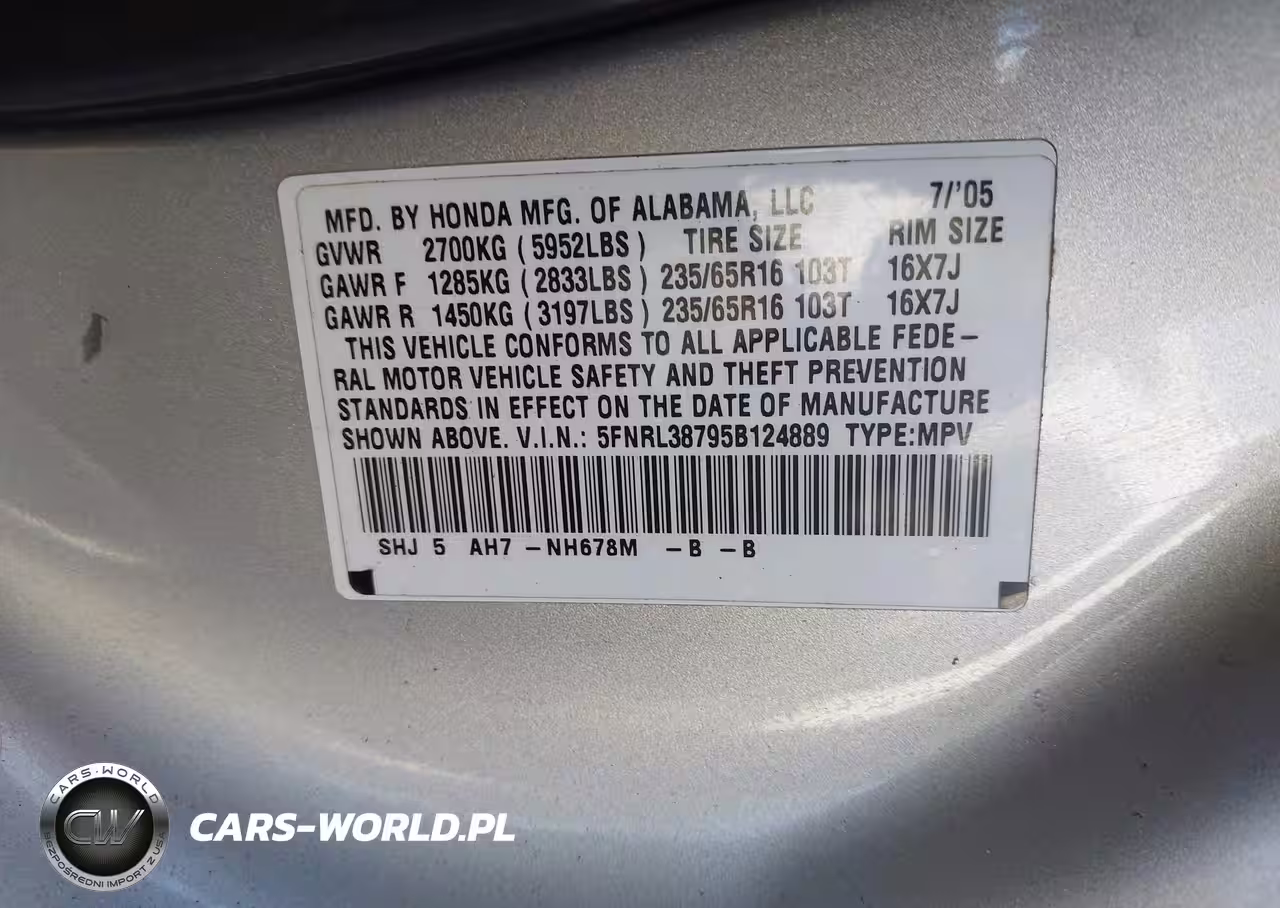 MFD. BY HONDA MFG. OF ALABAMA, LLC 7/'05
GVWR 2700KG ( 5952LBS ) TIRE SIZE RIM SIZE
GAWR F 1285KG ( 2833LBS ) 235/65R16 103T 16X7J
GAWR R 1450KG ( 3197LBS ) 235/65R16 103T 16X7J
THIS VEHICLE CONFORMS TO ALL APPLICABLE FEDE-
RAL MOTOR VEHICLE SAFETY AND THEFT PREVENTION
STANDARDS IN EFFECT ON THE DATE OF MANUFACTURE
SHOWN ABOVE. V.I.N.: 5FNRL38795B124889 TYPE:MPV
SHJ 5 AH7 -NH678M -B -B
CARS-WORLD
CW
BEZPOŚREDNI IMPORT Z USA
CARS-WORLD.PL